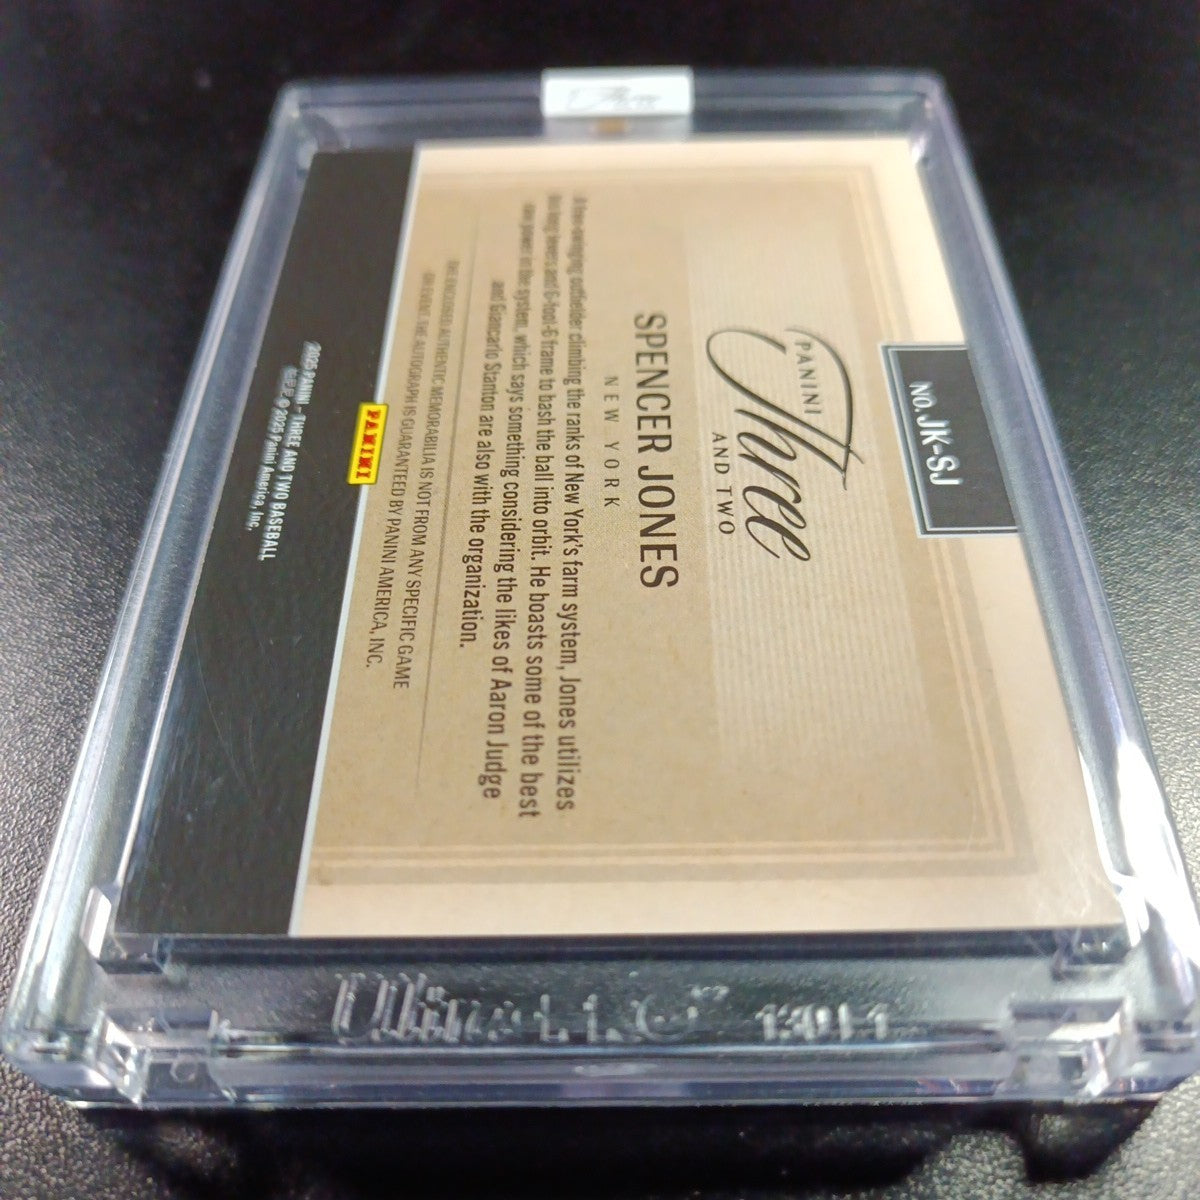 NO. JK-SJ
PANINI
Three
AND TWO
SPENCER JONES
NEW YORK
A free-swinging outfielder climbing the ranks of New York's farm system, Jones utilizes
his long levers and 6-foot-6 frame to bash the ball into orbit. He boasts some of the best
raw power in the system, which says something considering the likes of Aaron Judge
and Giancarlo Stanton are also with the organization.
THE ENCLOSED AUTHENTIC MEMORABILIA IS NOT FROM ANY SPECIFIC GAME
OR EVENT. THE AUTOGRAPH IS GUARANTEED BY PANINI AMERICA, INC.
PANINI
2025 PANINI - THREE AND TWO BASEBALL
© 2025 Panini America, Inc.